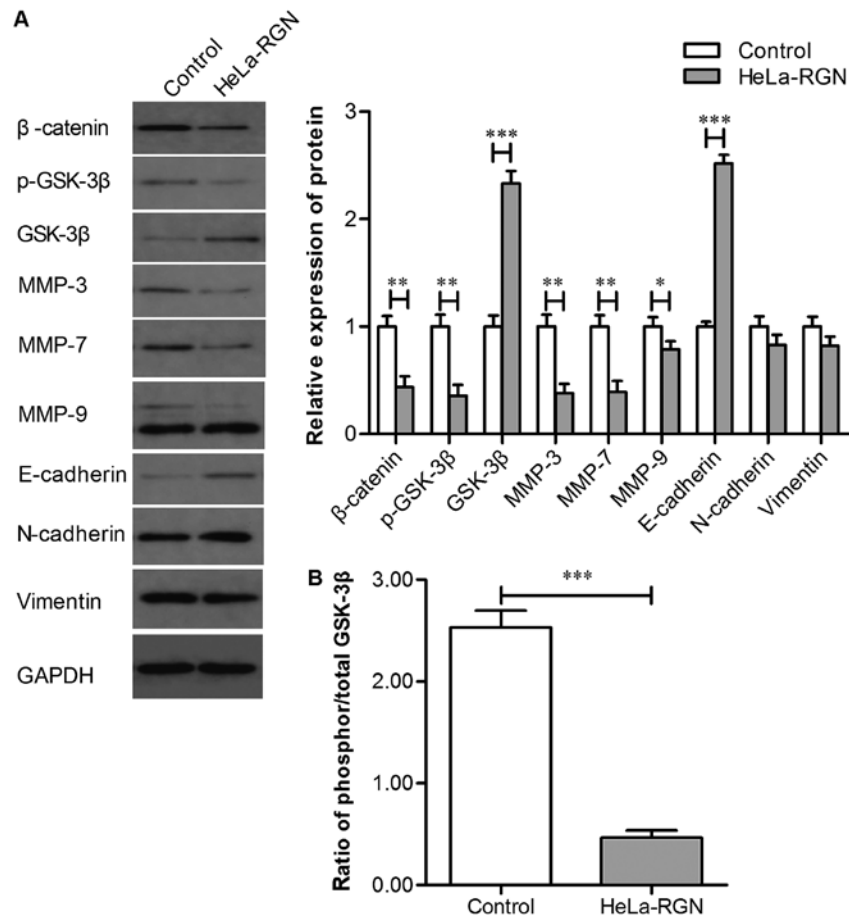 A
Control
HeLa-RGN
β -catenin
p-GSK-3β
GSK-3β
MMP-3
MMP-7
MMP-9
E-cadherin
N-cadherin
Vimentin
GAPDH
Control
HeLa-RGN
Relative expression of protein
3
2
1
0
**
**
***
**
**
*
***
β-catenin
p-GSK-3β
GSK-3β
MMP-3
MMP-7
MMP-9
E-cadherin
N-cadherin
Vimentin
B
Ratio of phosphor/total GSK-3β
3.00
2.00
1.00
0.00
***
Control
HeLa-RGN